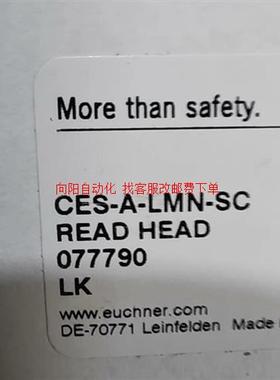 More than safety.
向阳自动化 找客服改邮费下单
CES-A-LMN-SC
READ HEAD
077790
LK
www.euchner.com
DE-70771 Leinfelden Made